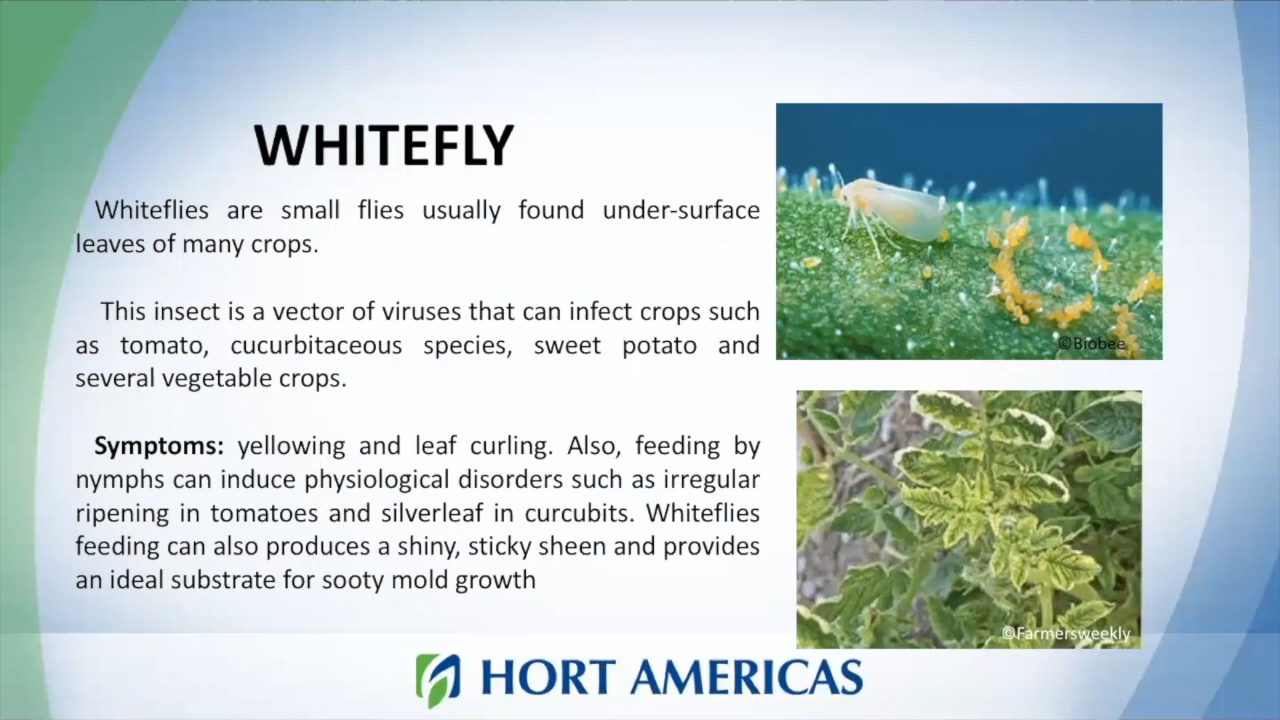 WHITEFLY
Whiteflies are small flies usually found under-surface
leaves of many crops.
This insect is a vector of viruses that can infect crops such
as tomato, cucurbitaceous species, sweet potato and
several vegetable crops.
Symptoms: yellowing and leaf curling. Also, feeding by
nymphs can induce physiological disorders such as irregular
ripening in tomatoes and silverleaf in curcubits. Whiteflies
feeding can also produces a shiny, sticky sheen and provides
an ideal substrate for sooty mold growth
©Biobee
©Farmersweekly
HORT AMERICAS